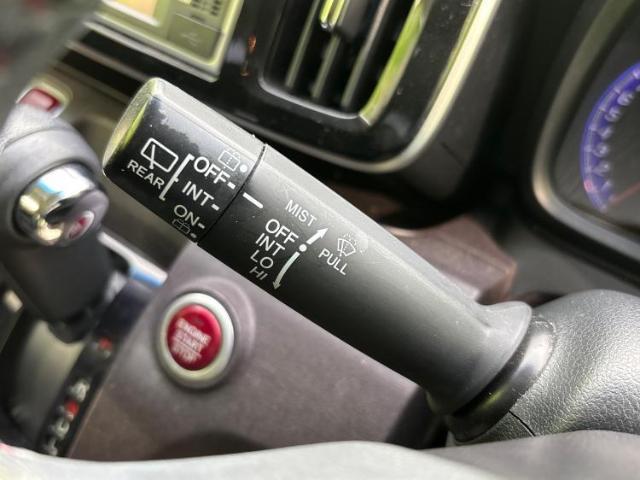 REAR
OFF
INT
ON
MIST
OFF
INT
LO
HI
PULL
ENGINE
START
STOP